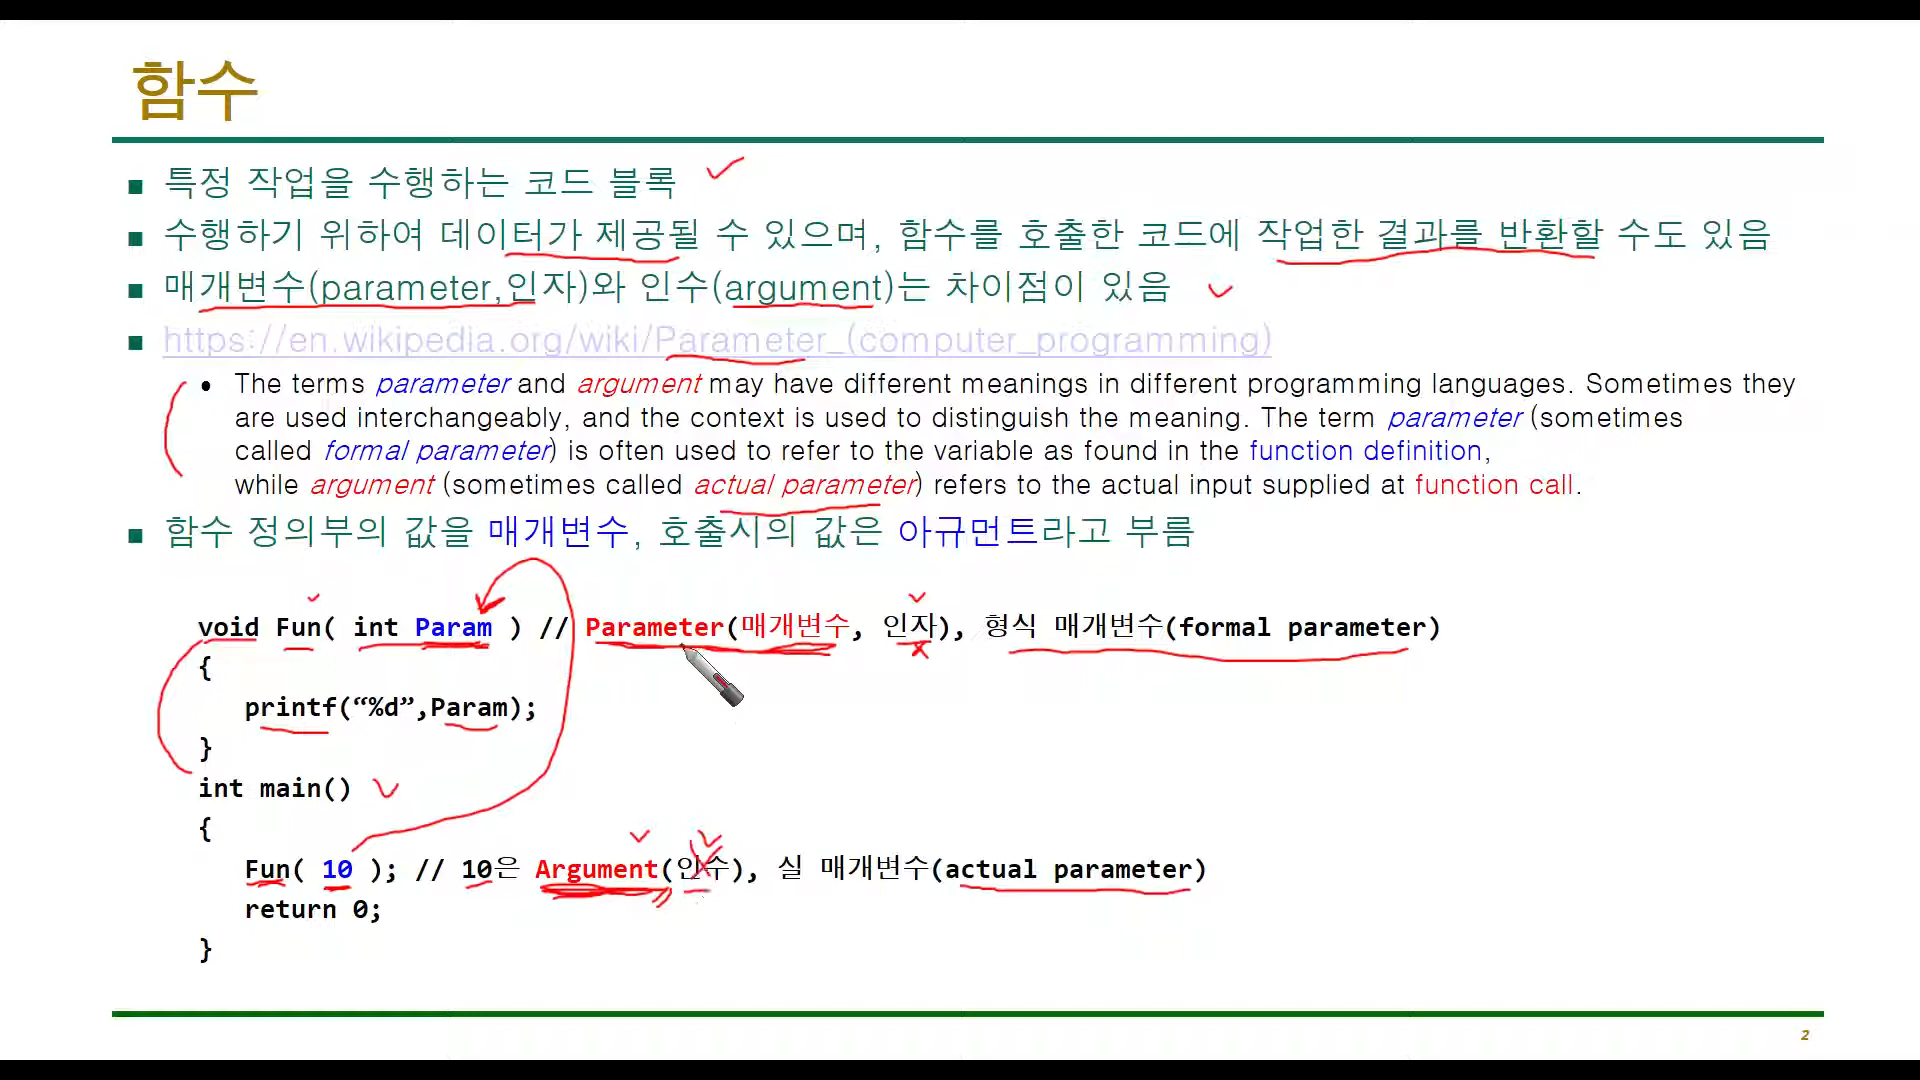 함수
특정 작업을 수행하는 코드 블록
수행하기 위하여 데이터가 제공될 수 있으며, 함수를 호출한 코드에 작업한 결과를 반환할 수도 있음
매개변수(parameter,인자)와 인수(argument)는 차이점이 있음
https://en.wikipedia.org/wiki/Parameter_(computer_programming)
The terms parameter and argument may have different meanings in different programming languages. Sometimes they
are used interchangeably, and the context is used to distinguish the meaning. The term parameter (sometimes
called formal parameter) is often used to refer to the variable as found in the function definition,
while argument (sometimes called actual parameter) refers to the actual input supplied at function call.
함수 정의부의 값을 매개변수, 호출시의 값은 아규먼트라고 부름
void Fun( int Param ) // Parameter(매개변수, 인자), 형식 매개변수(formal parameter)
{
printf(“%d”,Param);
}
int main()
{
Fun( 10 ); // 10은 Argument(인수), 실 매개변수(actual parameter)
return 0;
}
2